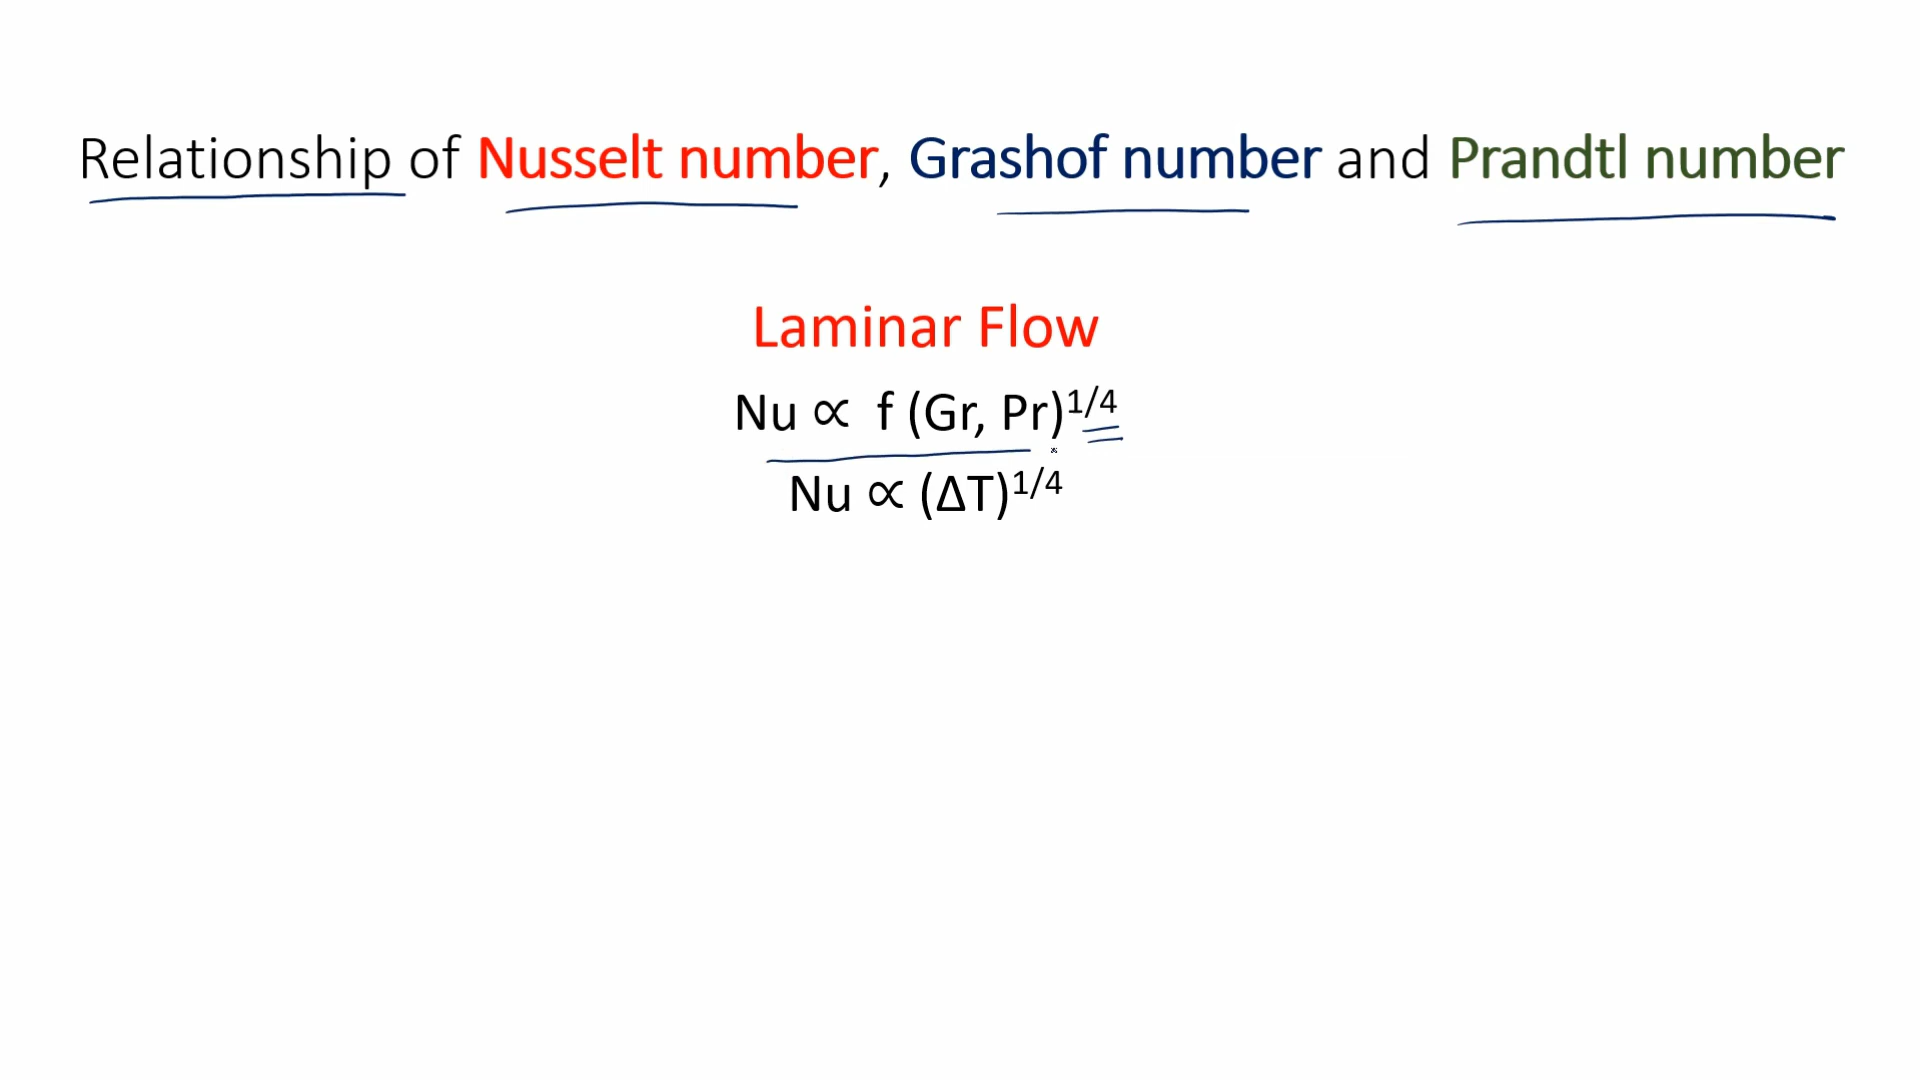 Relationship of Nusselt number, Grashof number and Prandtl number
Laminar Flow
Nu ∝ f (Gr, Pr)^1/4
Nu ∝ (ΔT)^1/4